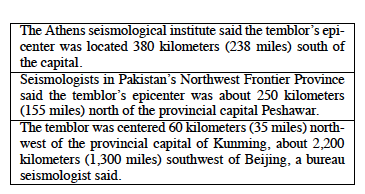 The Athens seismological institute said the temblor's epi-
center was located 380 kilometers (238 miles) south of
the capital.
Seismologists in Pakistan's Northwest Frontier Province
said the temblor's epicenter was about 250 kilometers
(155 miles) north of the provincial capital Peshawar.
The temblor was centered 60 kilometers (35 miles) north-
west of the provincial capital of Kunming, about 2,200
kilometers (1,300 miles) southwest of Beijing, a bureau
seismologist said.